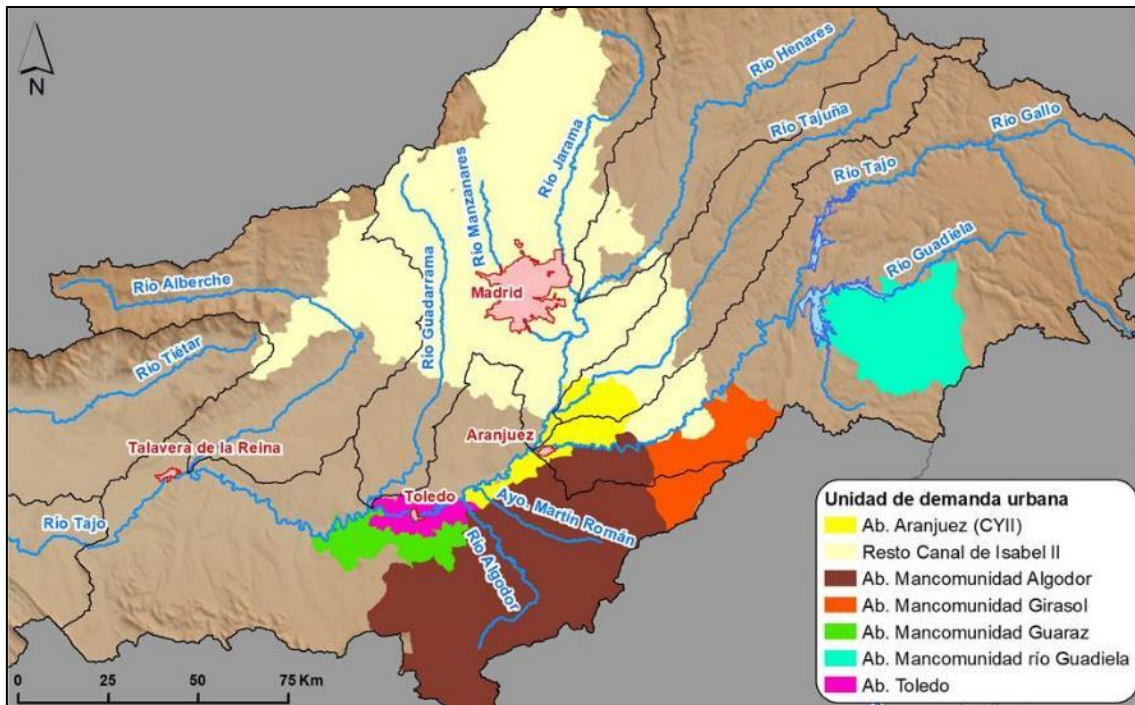 N
Río Henares
Río Tajuña
Río Gallo
Río Tajo
Río Jarama
Río Manzanares
Río Guadiela
Río Alberche
Madrid
Río Guadarrama
Río Tiétar
Aranjuez
Talavera de la Reina
Toledo
Ayo. Martín Román
Río Tajo
Río Algodor
Unidad de demanda urbana
Ab. Aranjuez (CYII)
Resto Canal de Isabel II
Ab. Mancomunidad Algodor
Ab. Mancomunidad Girasol
Ab. Mancomunidad Guaraz
Ab. Mancomunidad río Guadiela
Ab. Toledo
0 25 50 75 Km